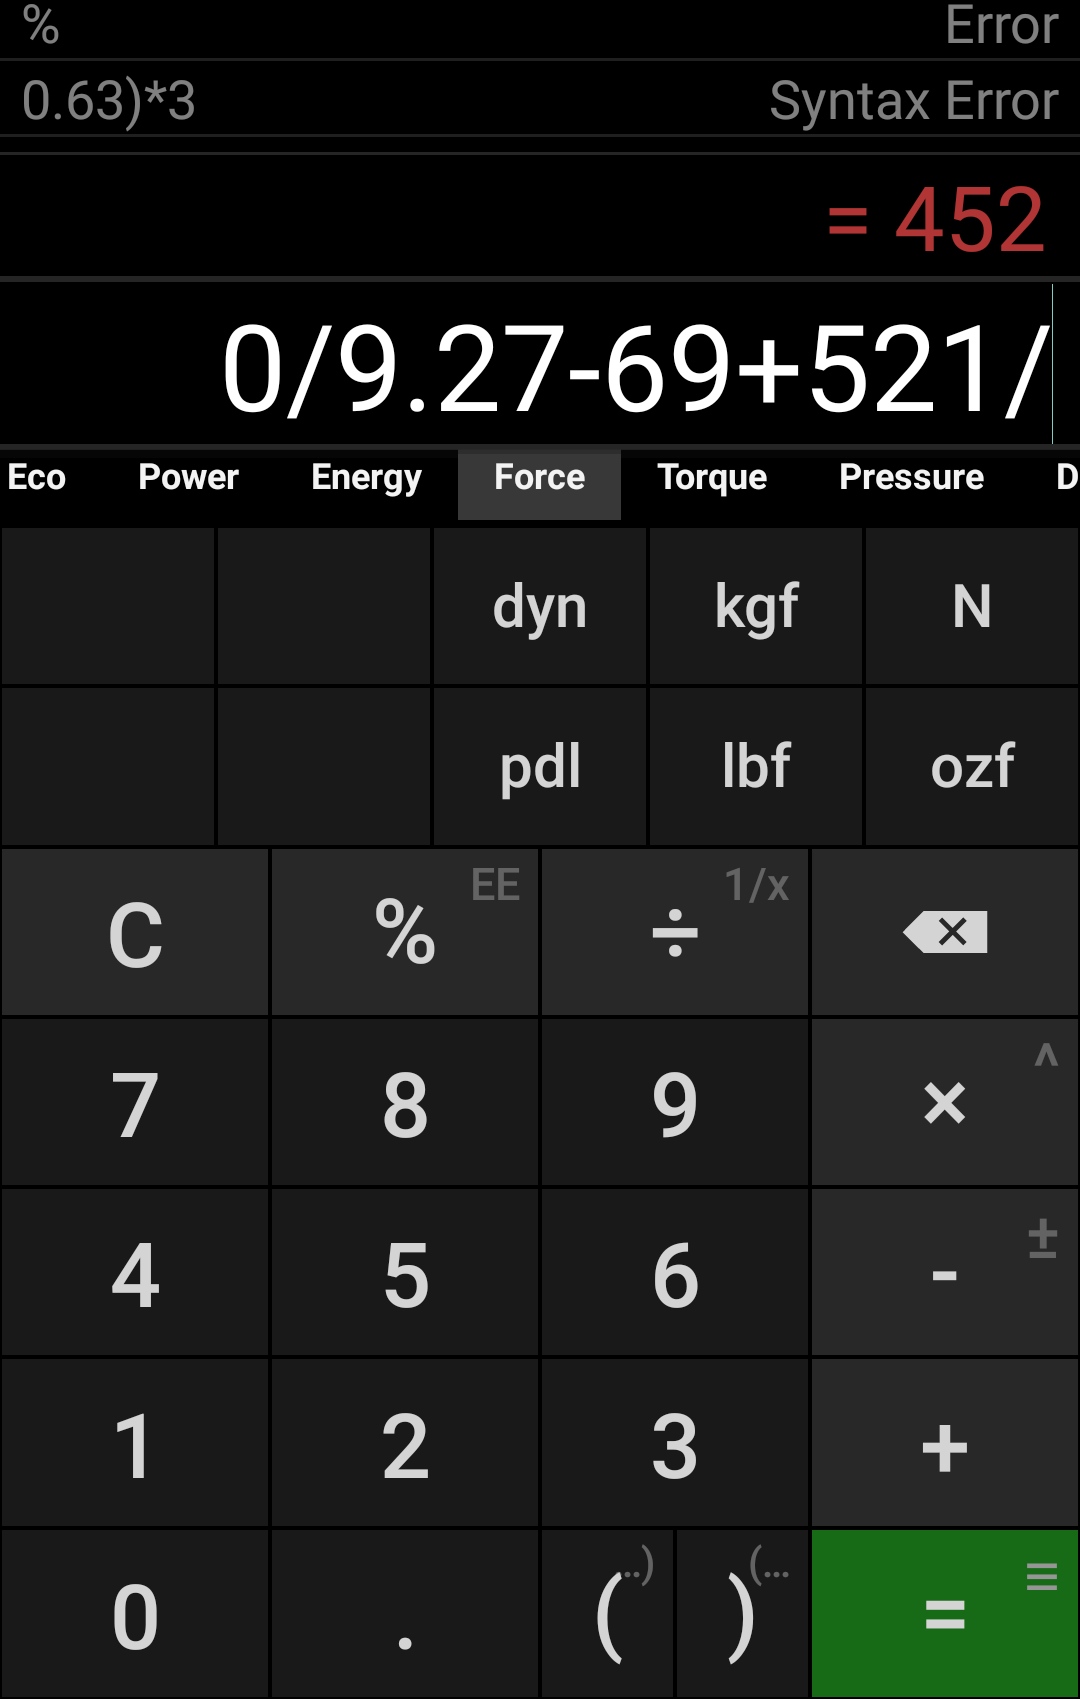 % Error
0.63)*3 Syntax Error
= 452
0/9.27-69+521/
Eco Power Energy Force Torque Pressure D
dyn kgf N
pdl lbf ozf
C % EE ÷ 1/x
7 8 9 × ^
4 5 6 - ±
1 2 3 +
0 . ( ..) ) (... = ≡